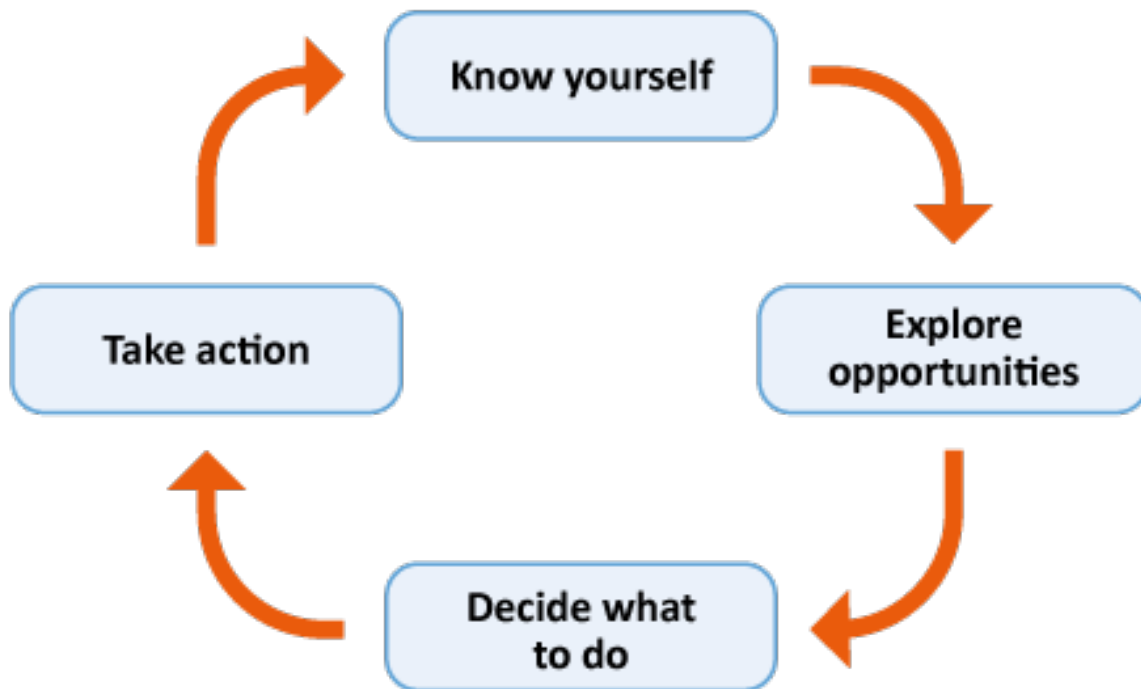 Know yourself
Explore
opportunities
Decide what
to do
Take action